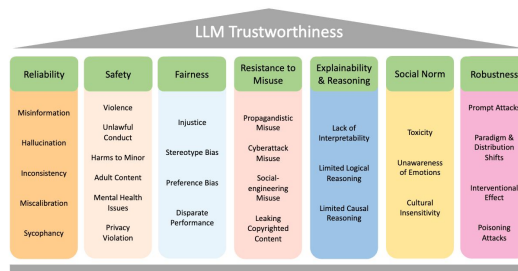 LLM Trustworthiness
Reliability
Misinformation
Hallucination
Inconsistency
Miscalibration
Sycophancy
Safety
Violence
Unlawful
Conduct
Harms to Minor
Adult Content
Mental Health
Issues
Privacy
Violation
Fairness
Injustice
Stereotype Bias
Preference Bias
Disparate
Performance
Resistance to
Misuse
Propagandistic
Misuse
Cyberattack
Misuse
Social-
engineering
Misuse
Leaking
Copyrighted
Content
Explainability
& Reasoning
Lack of
Interpretability
Limited Logical
Reasoning
Limited Causal
Reasoning
Social Norm
Toxicity
Unawareness
of Emotions
Cultural
Insensitivity
Robustness
Prompt Attacks
Paradigm &
Distribution
Shifts
Interventional
Effect
Poisoning
Attacks